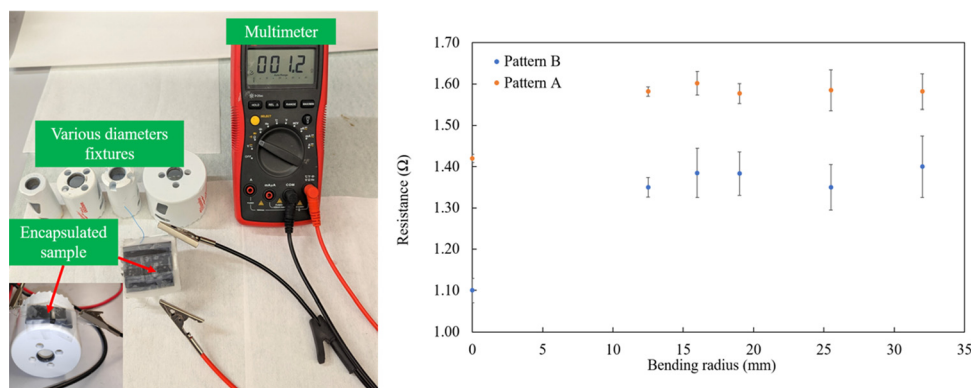 Multimeter
001.2
Various diameters
fixtures
Encapsulated
sample
COM
1.70
1.60
1.50
1.40
1.30
1.20
1.10
1.00
Resistance (Ω)
Pattern B
Pattern A
0 5 10 15 20 25 30 35
Bending radius (mm)